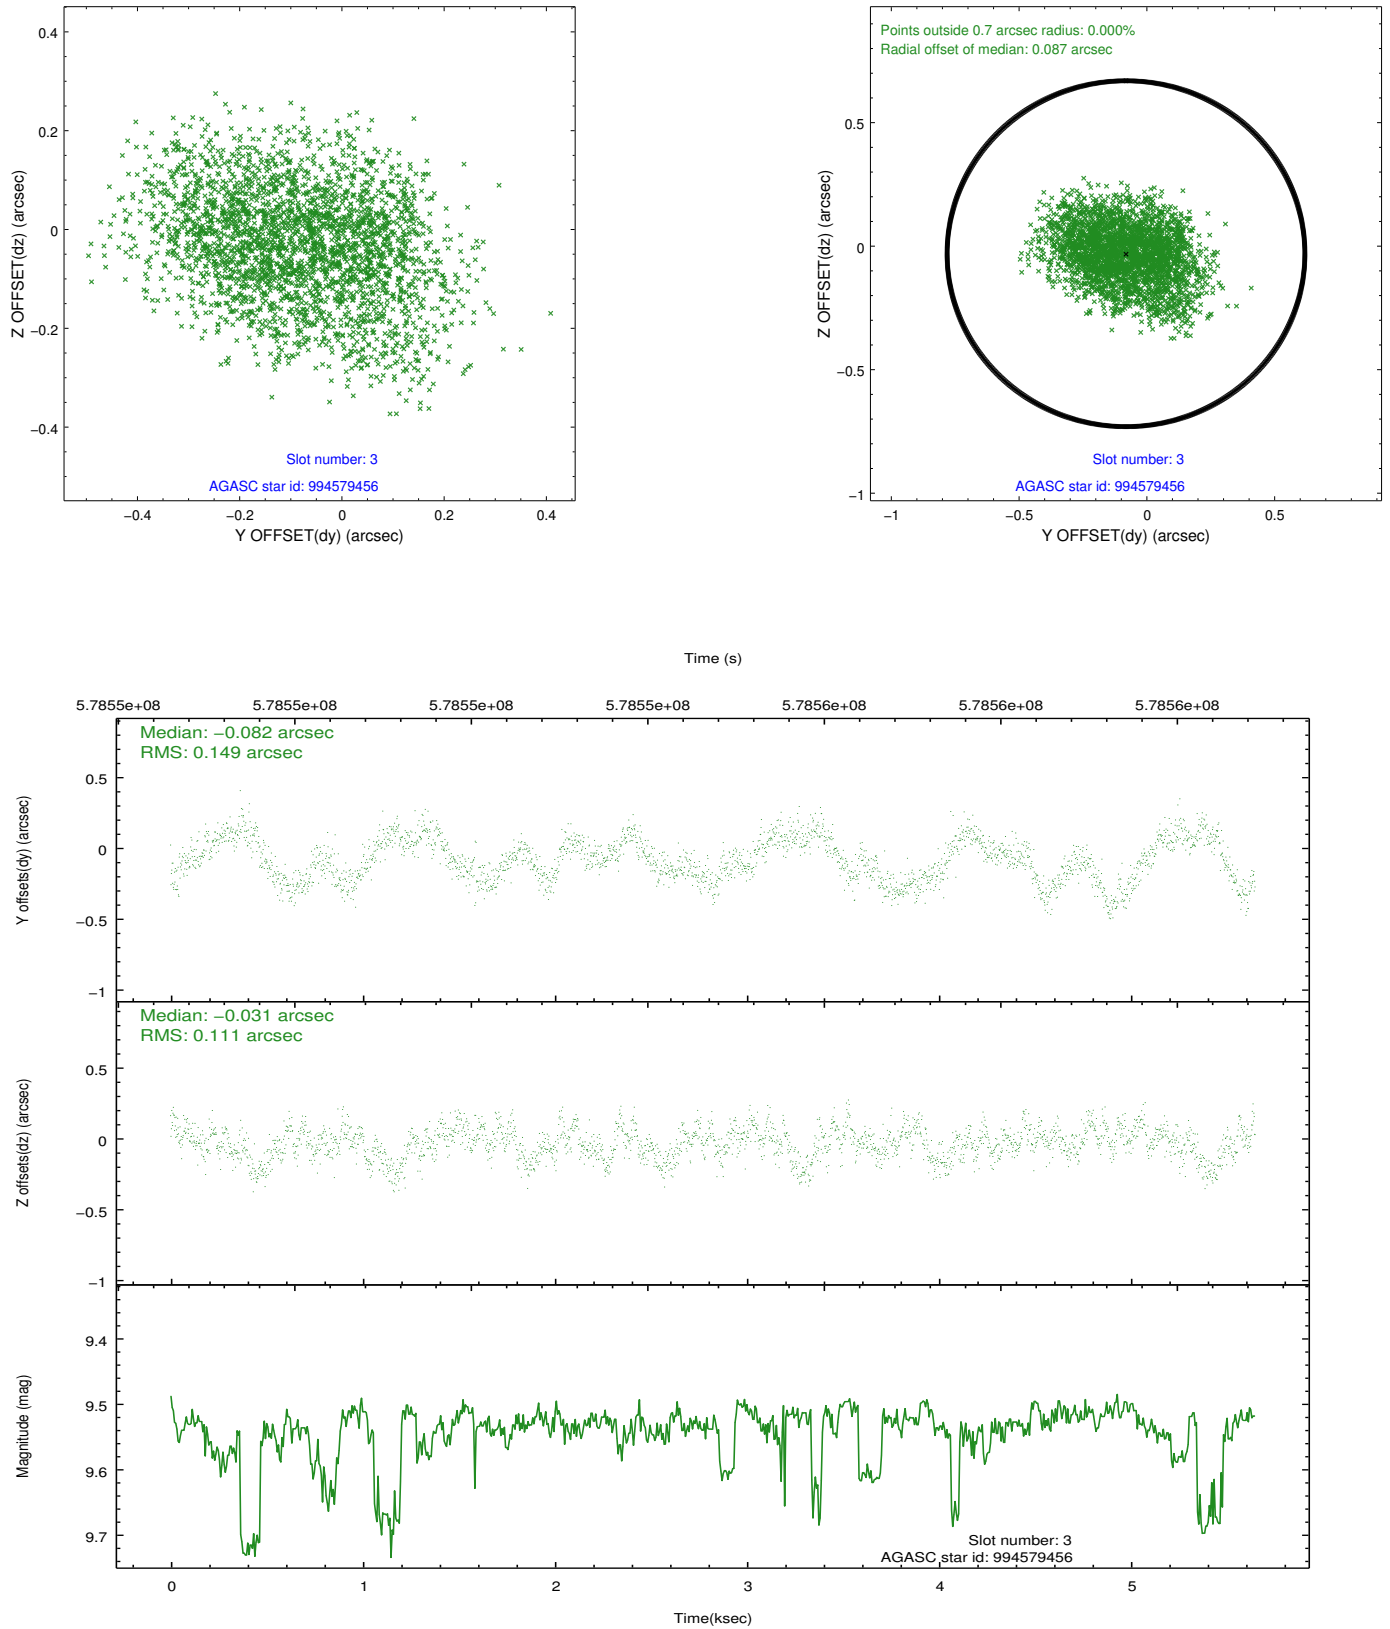 0.4
0.2
0
−0.2
−0.4
Z OFFSET(dz) (arcsec)
Slot number: 3
AGASC star id: 994579456
−0.4 −0.2 0 0.2 0.4
Y OFFSET(dy) (arcsec)
Points outside 0.7 arcsec radius: 0.000%
Radial offset of median: 0.087 arcsec
0.5
0
−0.5
−1
Z OFFSET(dz) (arcsec)
Slot number: 3
AGASC star id: 994579456
−1 −0.5 0 0.5
Y OFFSET(dy) (arcsec)
Time (s)
5.7855e+08 5.7855e+08 5.7855e+08 5.7855e+08 5.7856e+08 5.7856e+08 5.7856e+08
Median: −0.082 arcsec
RMS: 0.149 arcsec
0.5
0
−0.5
−1
Y offsets(dy) (arcsec)
Median: −0.031 arcsec
RMS: 0.111 arcsec
0.5
0
−0.5
−1
Z offsets(dz) (arcsec)
9.4
9.5
9.6
9.7
Magnitude (mag)
Slot number: 3
AGASC star id: 994579456
0 1 2 3 4 5
Time(ksec)